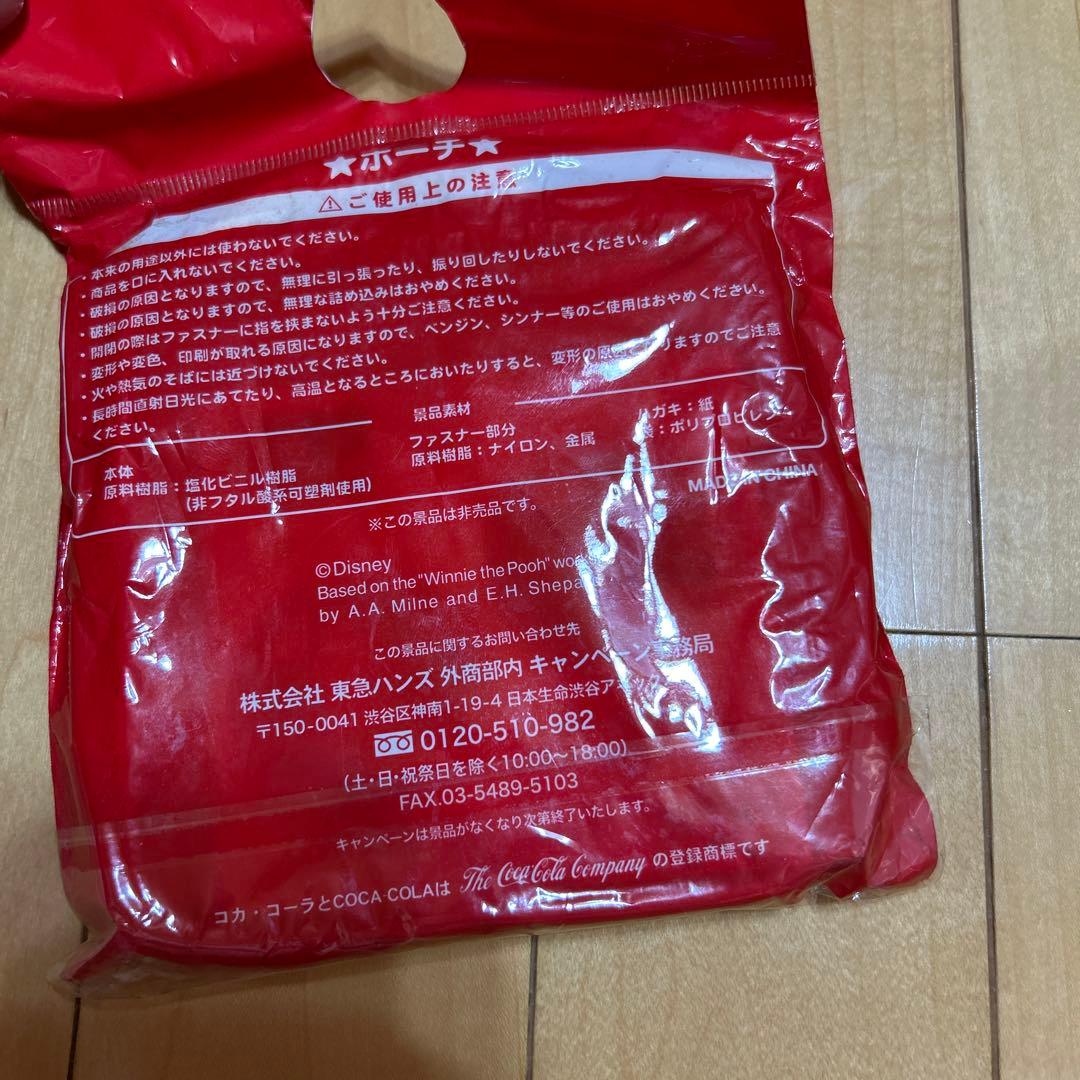 ★ポーチ★
⚠ご使用上の注意
・本来の用途以外には使わないでください。
・商品を口に入れないでください。
・破損の原因となりますので、無理に引っ張ったり、振り回したりしないでください。
・破損の原因となりますので、無理な詰め込みはおやめください。
・開閉の際はファスナーに指を挟まないよう十分ご注意ください。
・変形や変色、印刷が取れる原因になりますので、ベンジン、シンナー等のご使用はおやめください。
・火や熱気のそばには近づけないでください。
・長時間直射日光にあてたり、高温となるところにおいたりすると、変形の原因となりますのでご注意
ください。
景品素材
本体
原料樹脂：塩化ビニル樹脂
(非フタル酸系可塑剤使用)
ファスナー部分
原料樹脂：ナイロン、金属
ガキ：紙
袋：ポリプロピレン
MADE IN CHINA
※この景品は非売品です。
©Disney
Based on the "Winnie the Pooh"
by A.A. Milne and E.H.
この景品に関するお問い合わせ先
株式会社 東急ハンズ 外商部内 キャンペーン事務局
〒150-0041 渋谷区神南1-19-4 日本生命渋谷ア
0120-510-982
(土・日・祝祭日を除く10:00～18:00)
FAX.03-5489-5103
キャンペーンは景品がなくなり次第終了いたします。
コカ・コーラとCOCA-COLAは The Coca-Cola Company の登録商標です